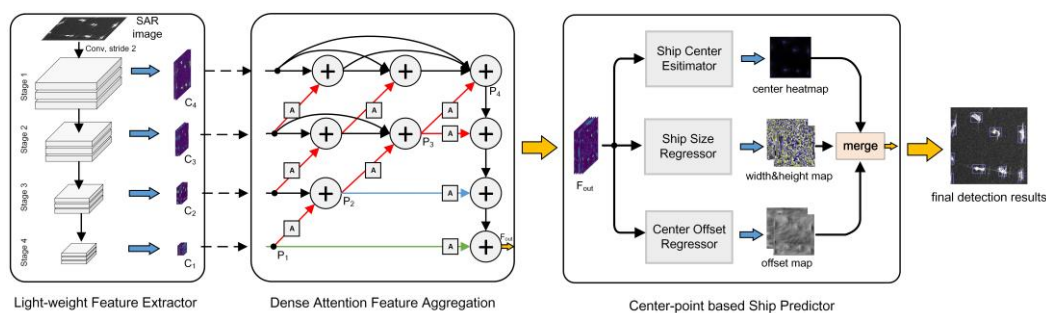 SAR
image
Conv, stride 2
Stage 1
C4
Stage 2
C3
Stage 3
C2
Stage 4
C1
Light-weight Feature Extractor
+
+
+
P4
A
A
A
+
+
A
+
P3
A
A
+
P2
A
+
A
P1
A
+
Fout
Dense Attention Feature Aggregation
Fout
Ship Center
Esitimator
center heatmap
Ship Size
Regressor
width&height map
Center Offset
Regressor
offset map
merge
Center-point based Ship Predictor
final detection results